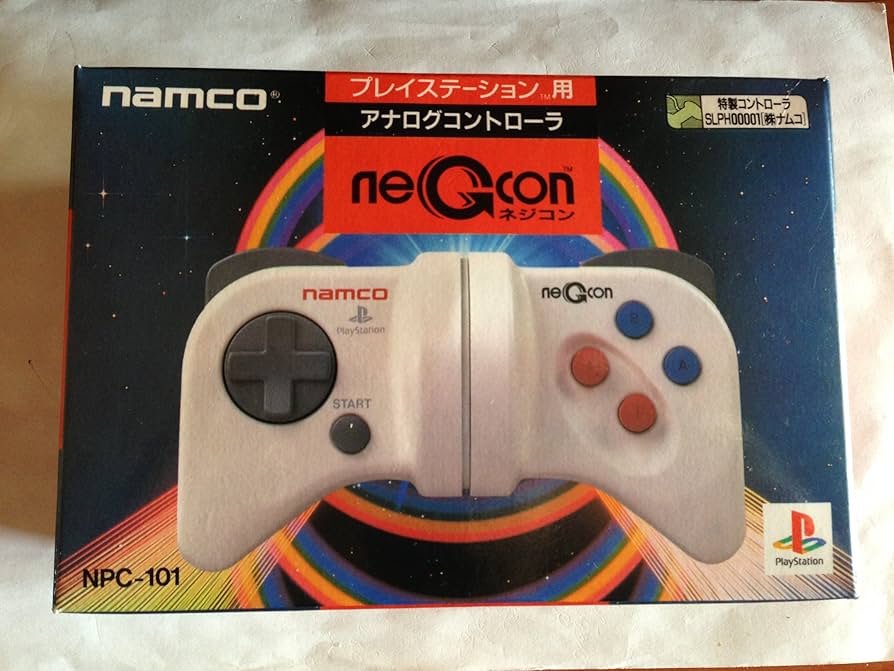 namco®
プレイステーション™用
アナログコントローラ
neGcon™
ネジコン
特製コントローラ
SLPH00001(株)ナムコ
namco
PlayStation
START
neGcon
B
A
I
II
NPC-101
PlayStation